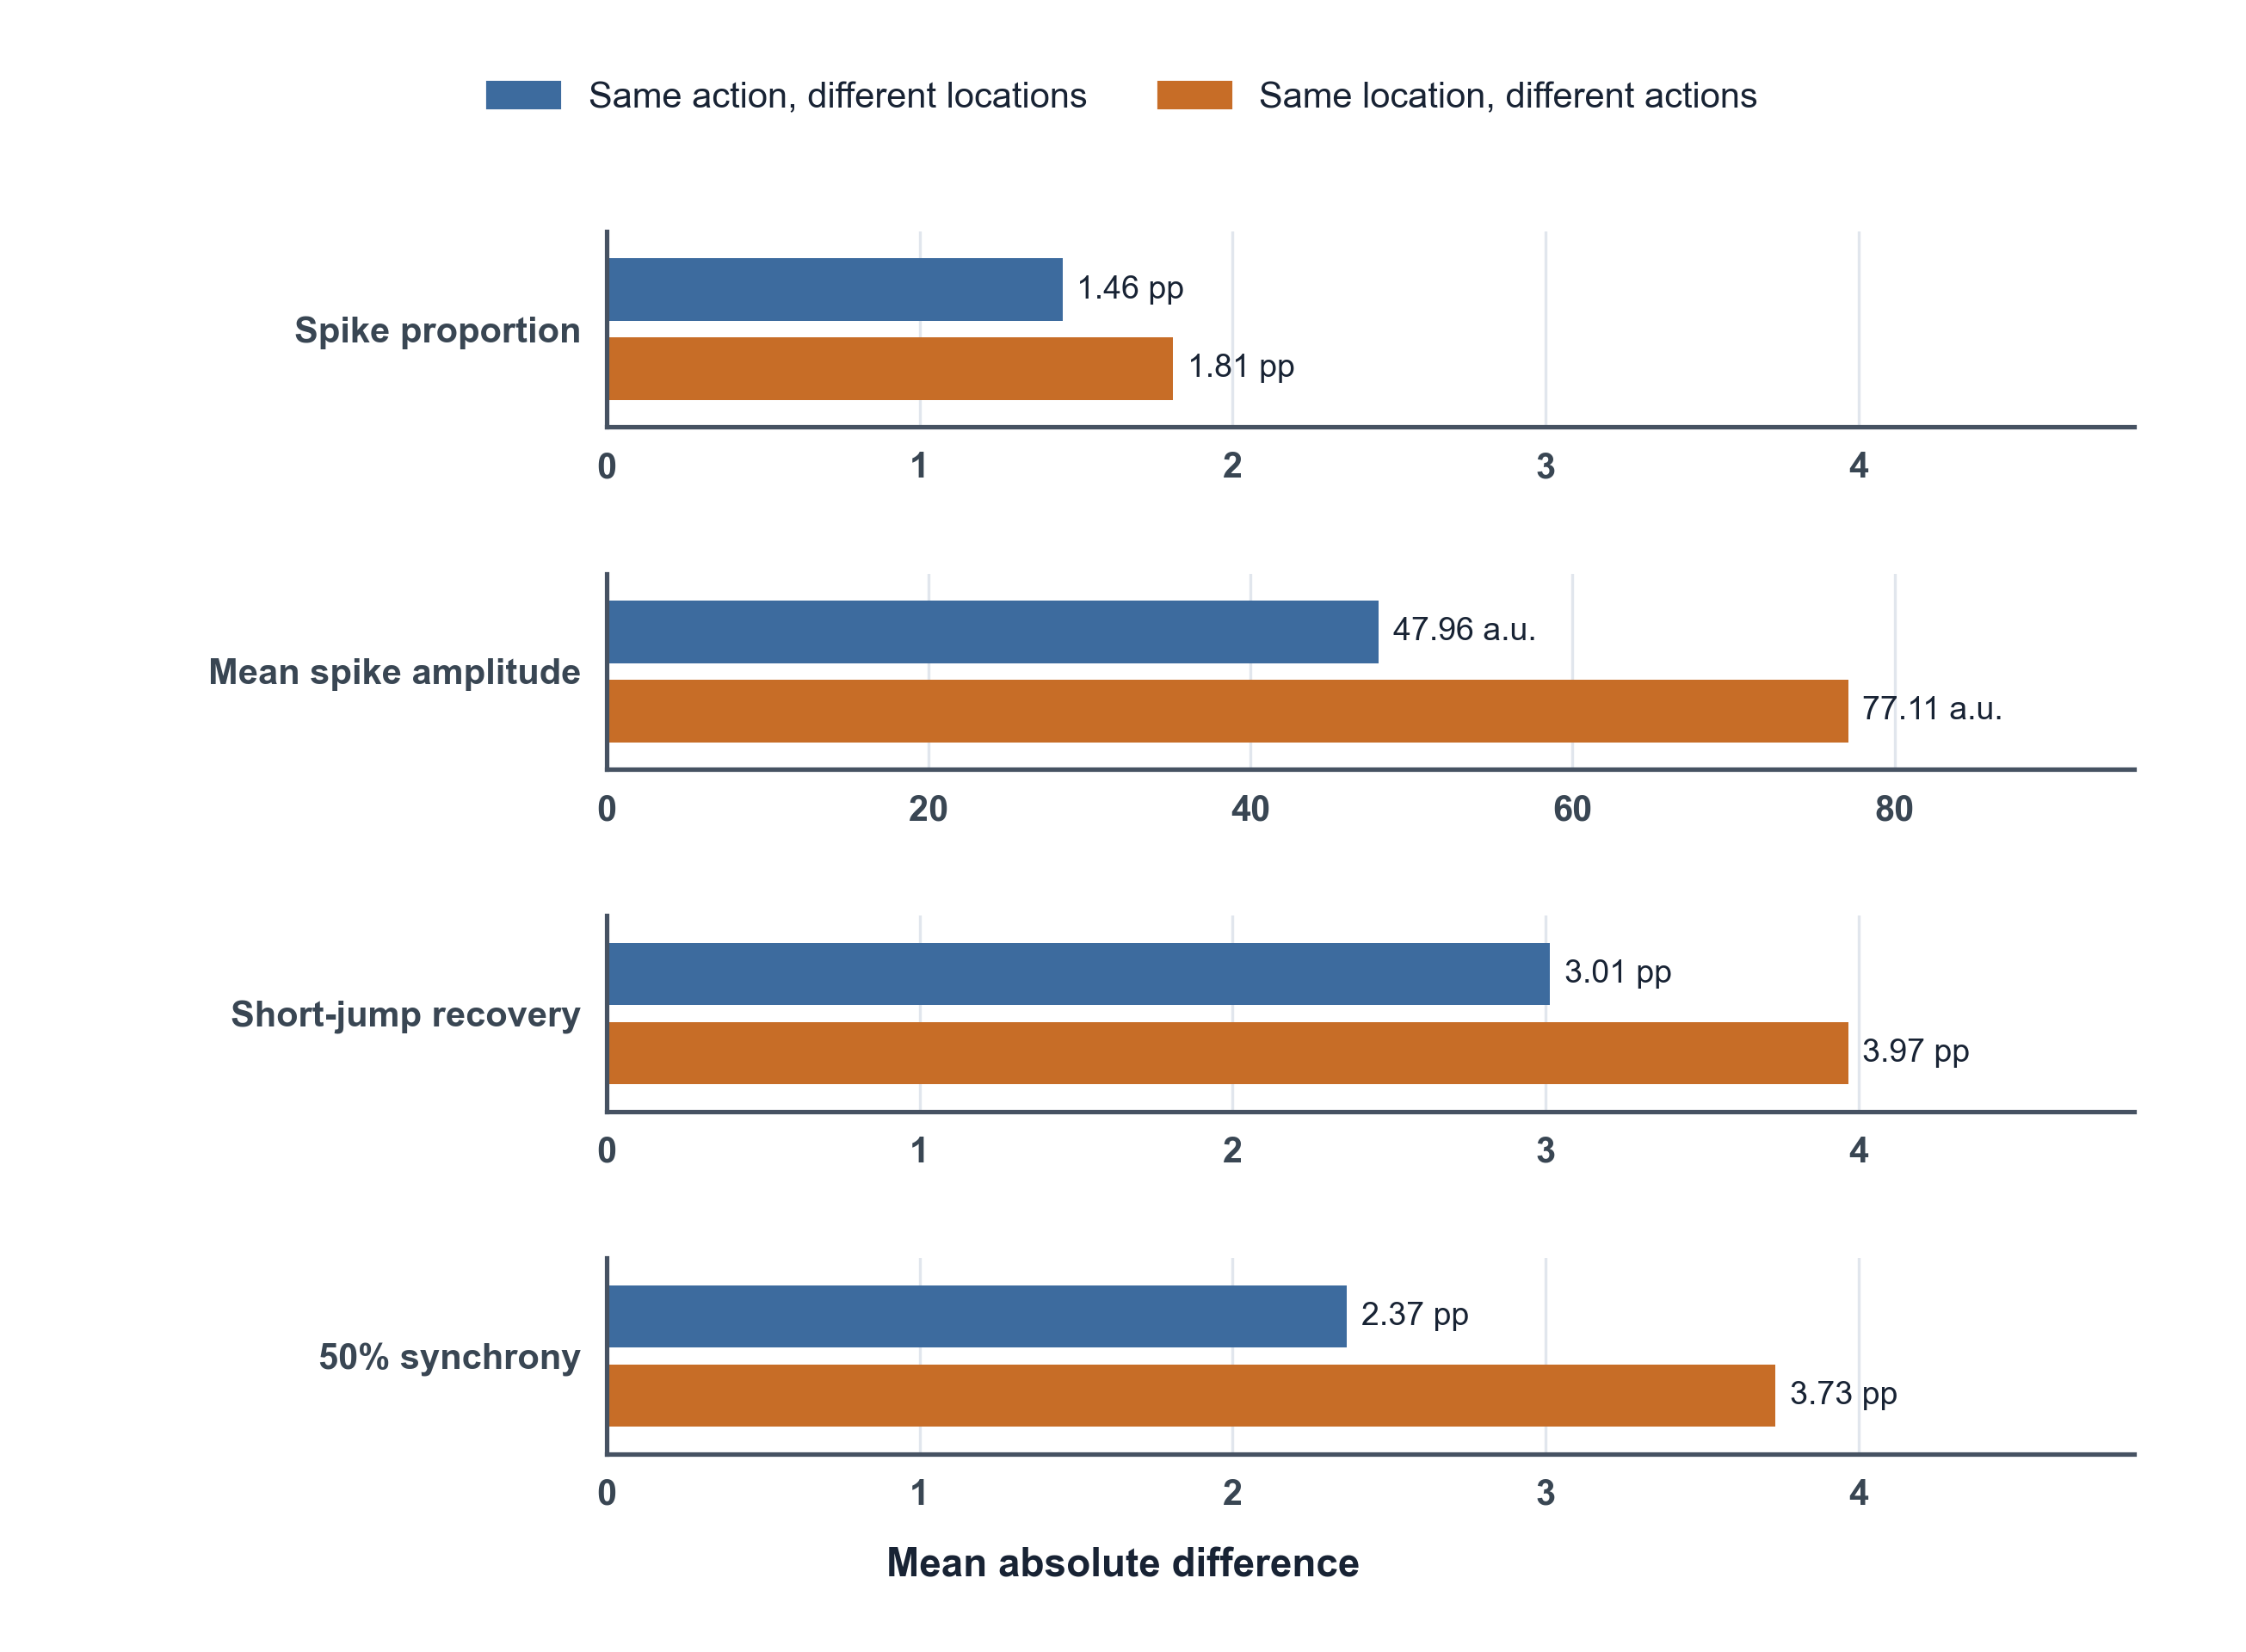 Same action, different locations Same location, different actions
Spike proportion
1.46 pp
1.81 pp
0 1 2 3 4
Mean spike amplitude
47.96 a.u.
77.11 a.u.
0 20 40 60 80
Short-jump recovery
3.01 pp
3.97 pp
0 1 2 3 4
50% synchrony
2.37 pp
3.73 pp
0 1 2 3 4
Mean absolute difference